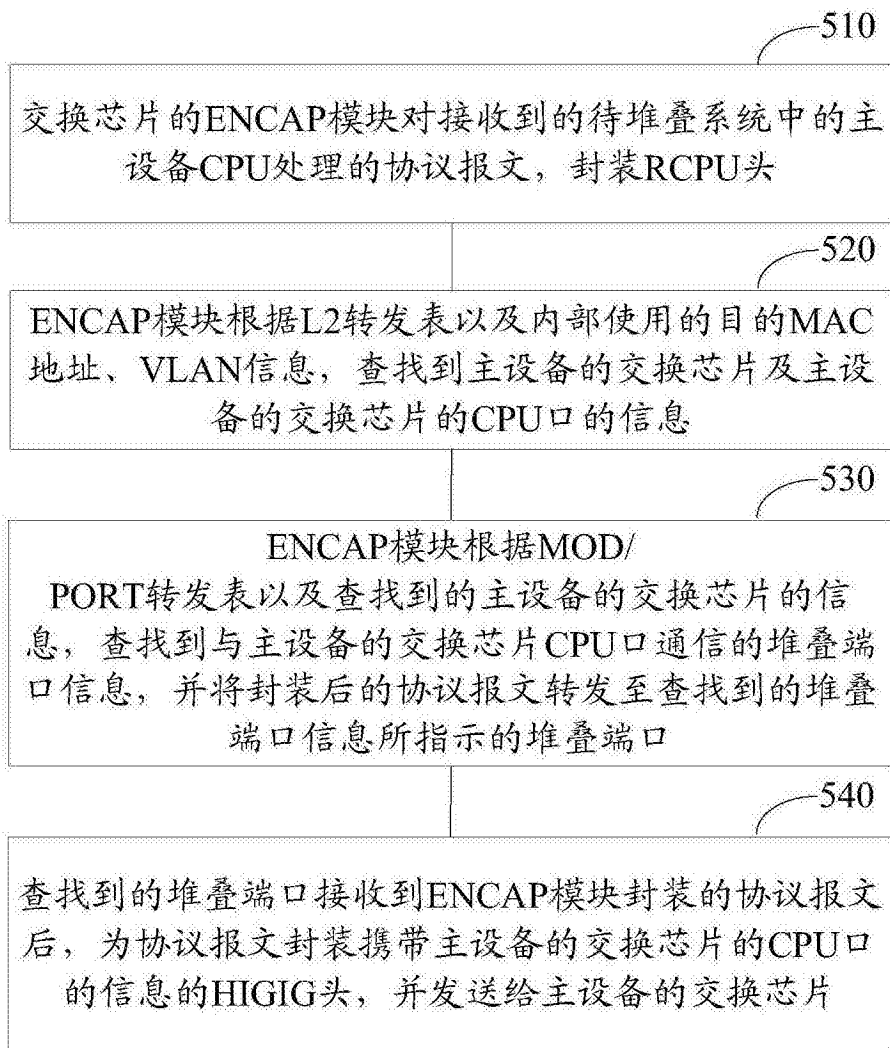 510
交换芯片的ENCAP模块对接收到的待堆叠系统中的主
设备CPU处理的协议报文，封装RCPU头
520
ENCAP模块根据L2转发表以及内部使用的目的MAC
地址、VLAN信息，查找到主设备的交换芯片及主设
备的交换芯片的CPU口的信息
530
ENCAP模块根据MOD/
PORT转发表以及查找到的主设备的交换芯片的信
息，查找到与主设备的交换芯片CPU口通信的堆叠端
口信息，并将封装后的协议报文转发至查找到的堆叠
端口信息所指示的堆叠端口
540
查找到的堆叠端口接收到ENCAP模块封装的协议报文
后，为协议报文封装携带主设备的交换芯片的CPU口
的信息的HIGIG头，并发送给主设备的交换芯片